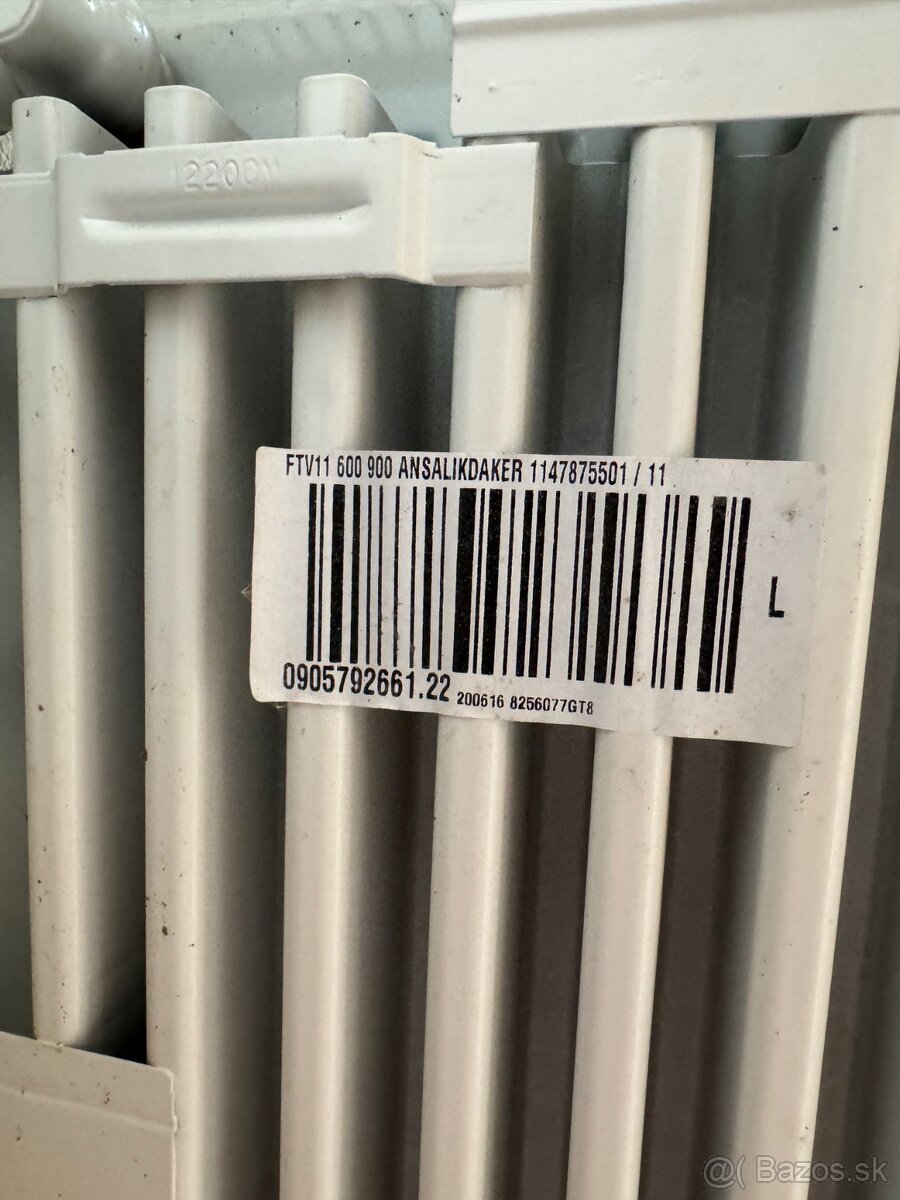 12200N
FTV11 600 900 ANSALIKDAKER 1147875501 / 11
L
0905792661.22 200616 8256077GT8
@( Bazos.sk